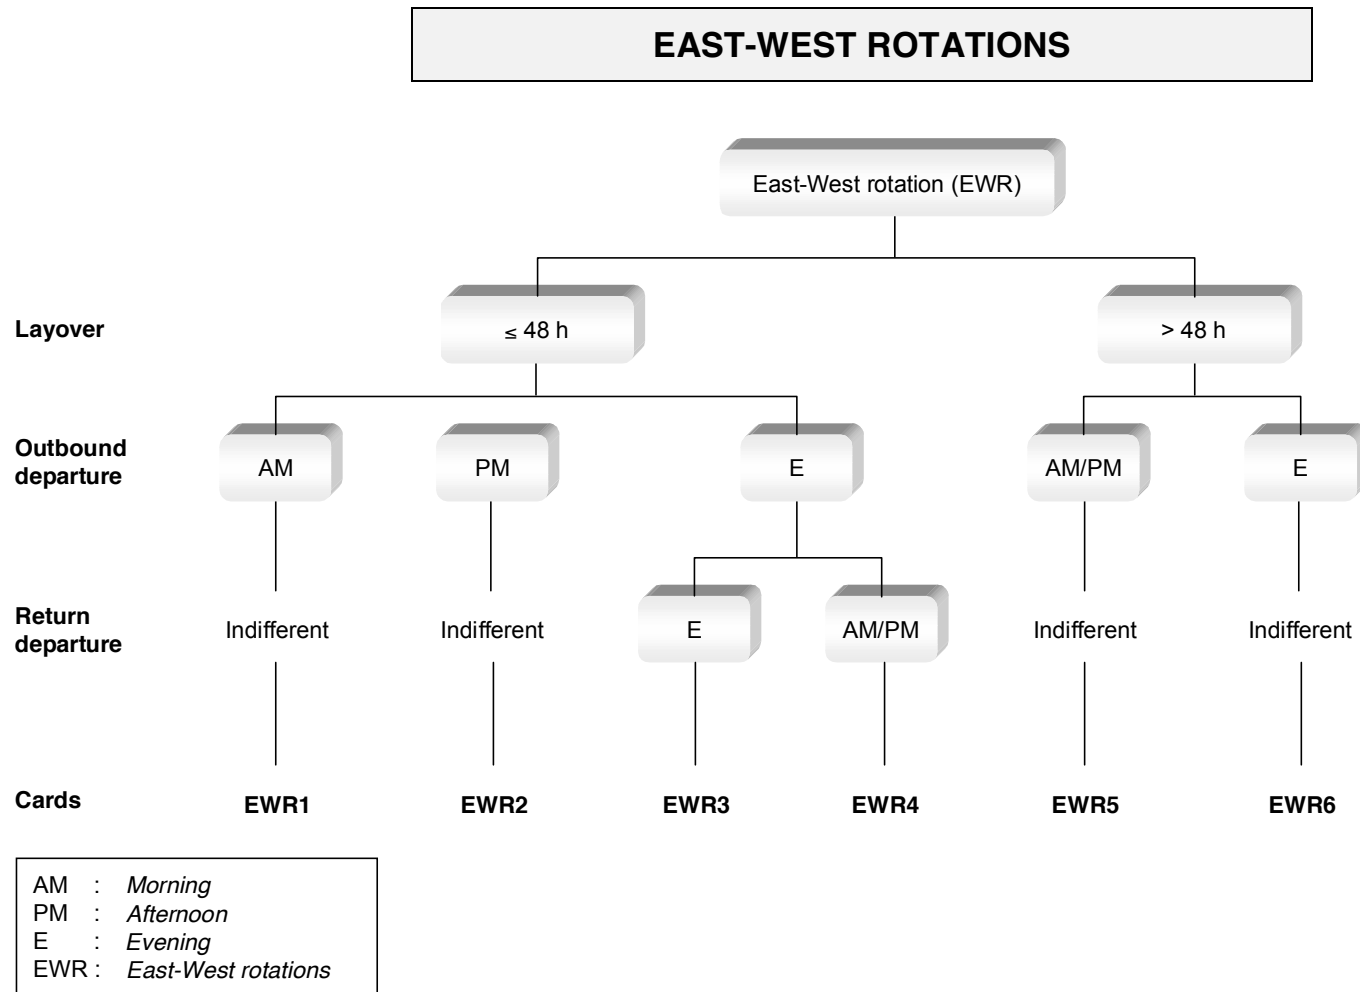 EAST-WEST ROTATIONS
East-West rotation (EWR)
Layover
≤ 48 h
> 48 h
Outbound
departure
AM
PM
E
AM/PM
E
Return
departure
Indifferent
Indifferent
E
AM/PM
Indifferent
Indifferent
Cards
EWR1
EWR2
EWR3
EWR4
EWR5
EWR6
AM : Morning
PM : Afternoon
E : Evening
EWR : East-West rotations